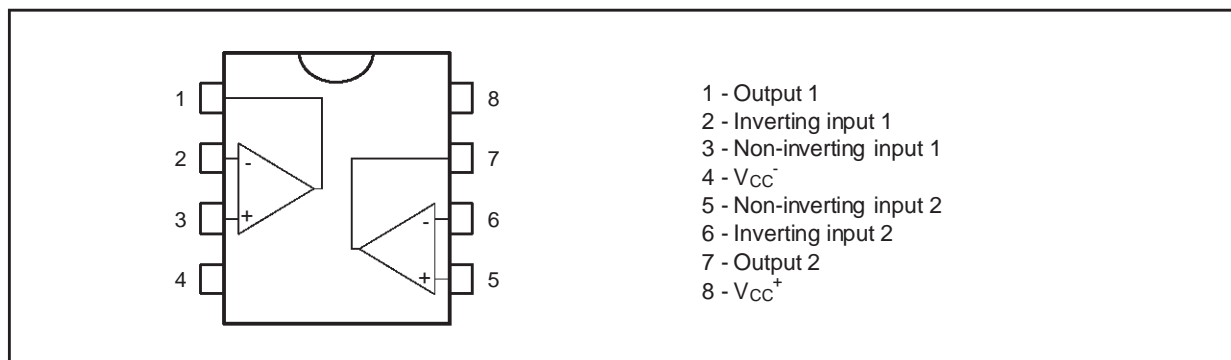 1
2
3
4
8
7
6
5
-
+
-
+
1 - Output 1
2 - Inverting input 1
3 - Non-inverting input 1
4 - VCC-
5 - Non-inverting input 2
6 - Inverting input 2
7 - Output 2
8 - VCC+